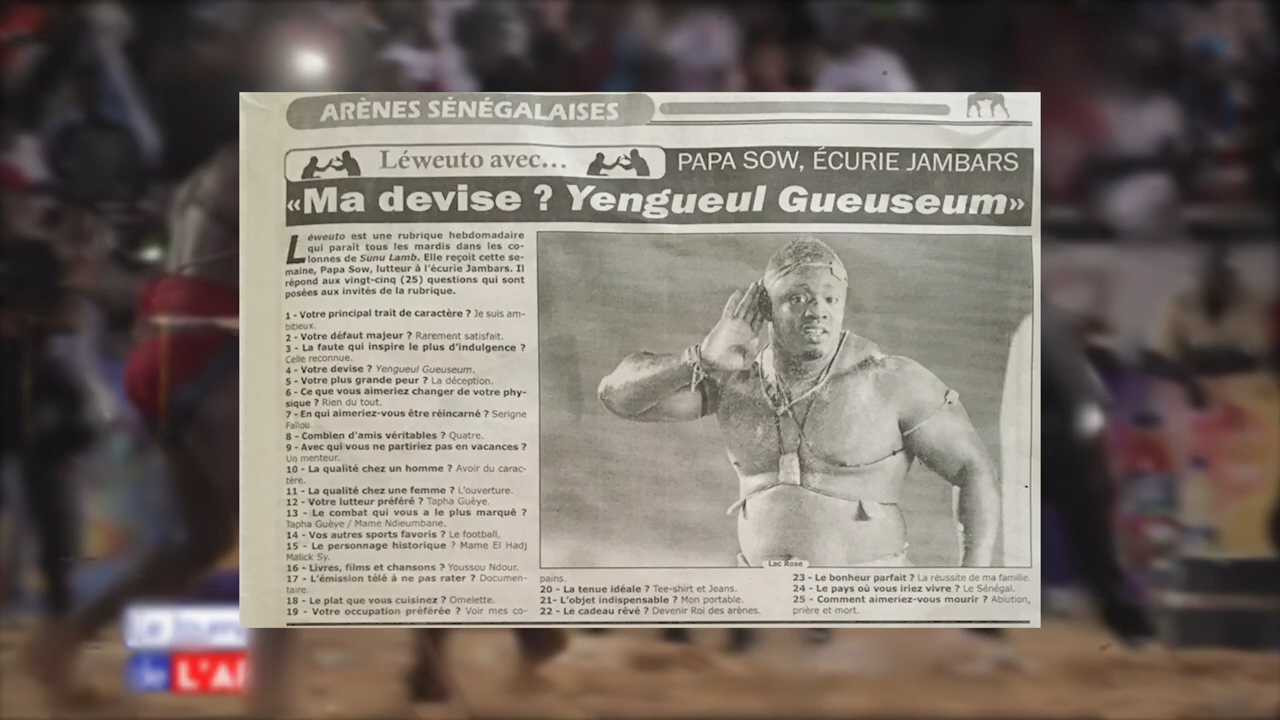 ARÈNES SÉNÉGALAISES
Léweuto avec...
PAPA SOW, ÉCURIE JAMBARS
«Ma devise ? Yengueul Gueuseum»
Léweuto est une rubrique hebdomadaire
qui parait tous les mardis dans les co-
lonnes de Sunu Lamb. Elle reçoit cette se-
maine, Papa Sow, lutteur à l'écurie Jambars. Il
répond aux vingt-cinq (25) questions qui sont
posées aux invités de la rubrique.
1 - Votre principal trait de caractère ? Je suis am-
bitieux.
2 - Votre défaut majeur ? Rarement satisfait.
3 - La faute qui inspire le plus d'indulgence ?
Celle reconnue.
4 - Votre devise ? Yengueul Gueuseum.
5 - Votre plus grande peur ? La déception.
6 - Ce que vous aimeriez changer de votre phy-
sique ? Rien du tout.
7 - En qui aimeriez-vous être réincarné ? Serigne
Fallou.
8 - Combien d'amis véritables ? Quatre.
9 - Avec qui vous ne partiriez pas en vacances ?
Un menteur.
10 - La qualité chez un homme ? Avoir du carac-
tère.
11 - La qualité chez une femme ? L'ouverture.
12 - Votre lutteur préféré ? Tapha Guèye.
13 - Le combat qui vous a le plus marqué ?
Tapha Guèye / Mame Ndieumbane.
14 - Vos autres sports favoris ? Le football.
15 - Le personnage historique ? Mame El Hadj
Malick Sy.
16 - Livres, films et chansons ? Youssou Ndour.
17 - L'émission télé à ne pas rater ? Documen-
taire.
18 - Le plat que vous cuisinez ? Omelette.
19 - Votre occupation préférée ? Voir mes co-
Lac Rose
pains.
20 - La tenue idéale ? Tee-shirt et Jeans.
21 - L'objet indispensable ? Mon portable.
22 - Le cadeau rêvé ? Devenir Roi des arènes.
23 - Le bonheur parfait ? La réussite de ma famille.
24 - Le pays où vous iriez vivre ? Le Sénégal.
25 - Comment aimeriez-vous mourir ? Ablution,
prière et mort.
de L'A